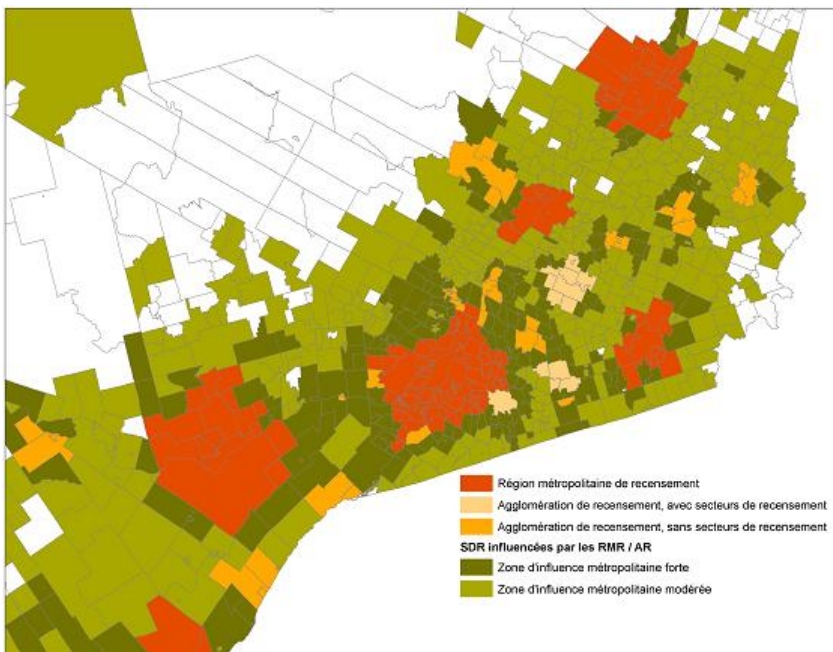 Région métropolitaine de recensement
Agglomération de recensement, avec secteurs de recensement
Agglomération de recensement, sans secteurs de recensement
SDR influencées par les RMR / AR
Zone d'influence métropolitaine forte
Zone d'influence métropolitaine modérée